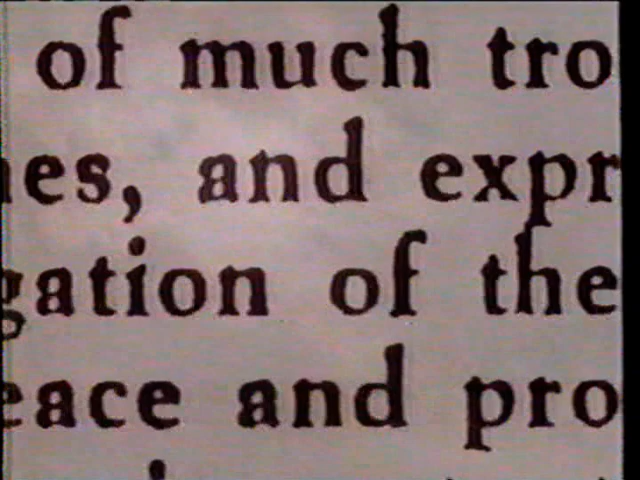 of much tro
es, and expr
gation of the
eace and pro